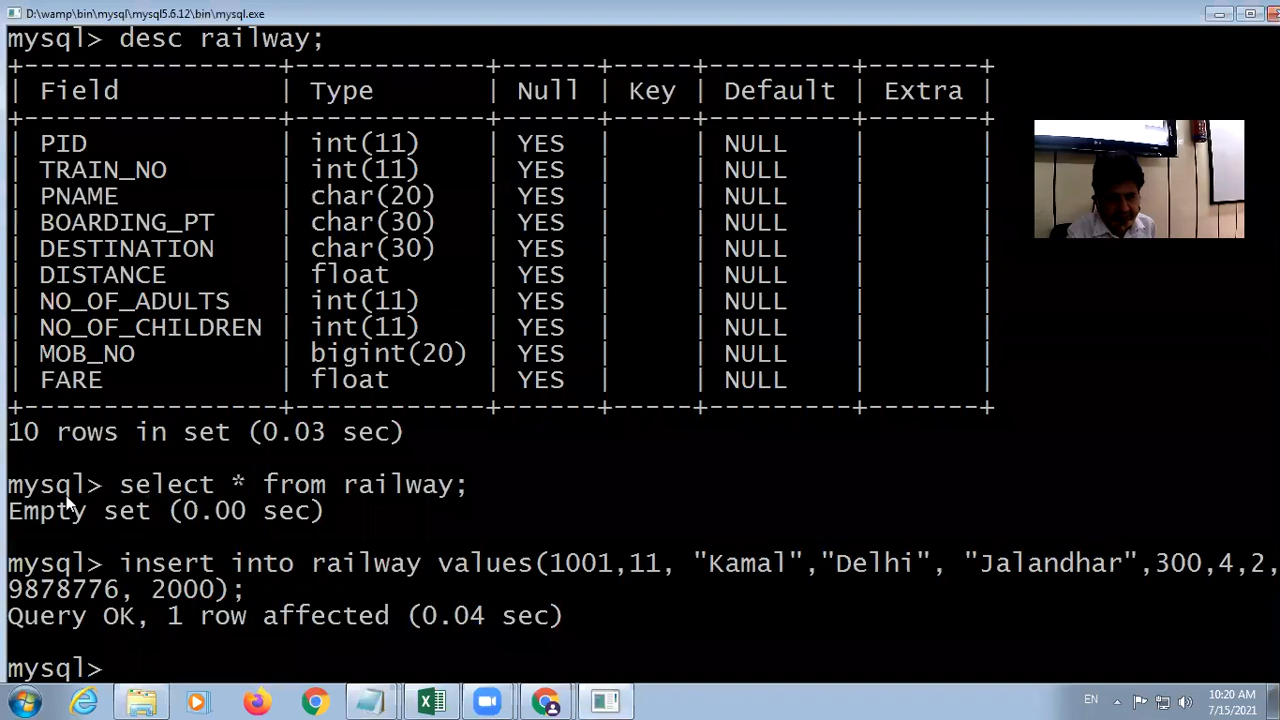 D:\wamp\bin\mysql\mysql5.6.12\bin\mysql.exe
mysql> desc railway;
+----------------+------------+------+-----+---------+-------+
| Field          | Type       | Null | Key | Default | Extra |
+----------------+------------+------+-----+---------+-------+
| PID            | int(11)    | YES  |     | NULL    |       |
| TRAIN_NO       | int(11)    | YES  |     | NULL    |       |
| PNAME          | char(20)   | YES  |     | NULL    |       |
| BOARDING_PT    | char(30)   | YES  |     | NULL    |       |
| DESTINATION    | char(30)   | YES  |     | NULL    |       |
| DISTANCE       | float      | YES  |     | NULL    |       |
| NO_OF_ADULTS   | int(11)    | YES  |     | NULL    |       |
| NO_OF_CHILDREN | int(11)    | YES  |     | NULL    |       |
| MOB_NO         | bigint(20) | YES  |     | NULL    |       |
| FARE           | float      | YES  |     | NULL    |       |
+----------------+------------+------+-----+---------+-------+
10 rows in set (0.03 sec)
mysql> select * from railway;
Empty set (0.00 sec)
mysql> insert into railway values(1001,11, "Kamal","Delhi", "Jalandhar",300,4,2,
9878776, 2000);
Query OK, 1 row affected (0.04 sec)
mysql>
EN
10:20 AM
7/15/2021